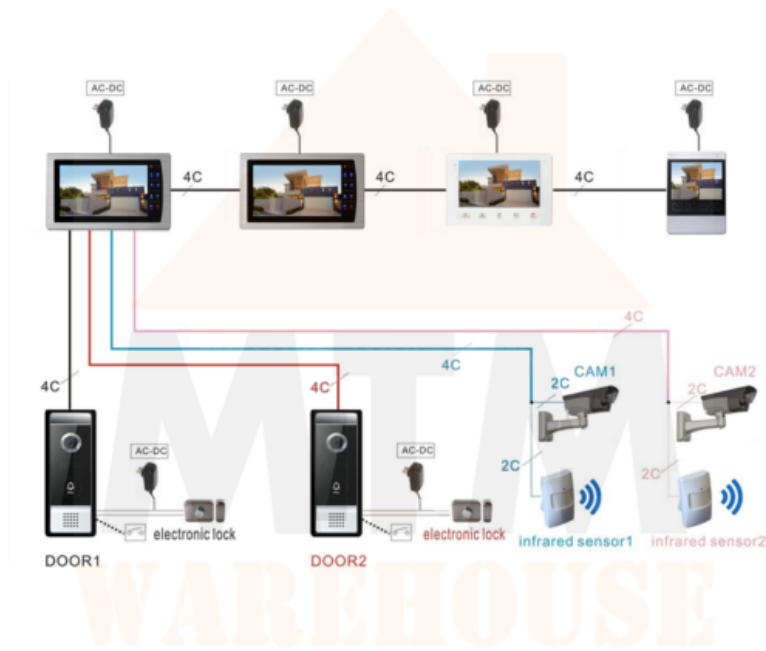 AC-DC AC-DC AC-DC AC-DC
4C 4C 4C
4C
4C
CAM1 CAM2
4C 4C 2C 2C
AC-DC AC-DC
2C 2C
electronic lock electronic lock
infrared sensor1 infrared sensor2
DOOR1 DOOR2
MTM
WAREHOUSE